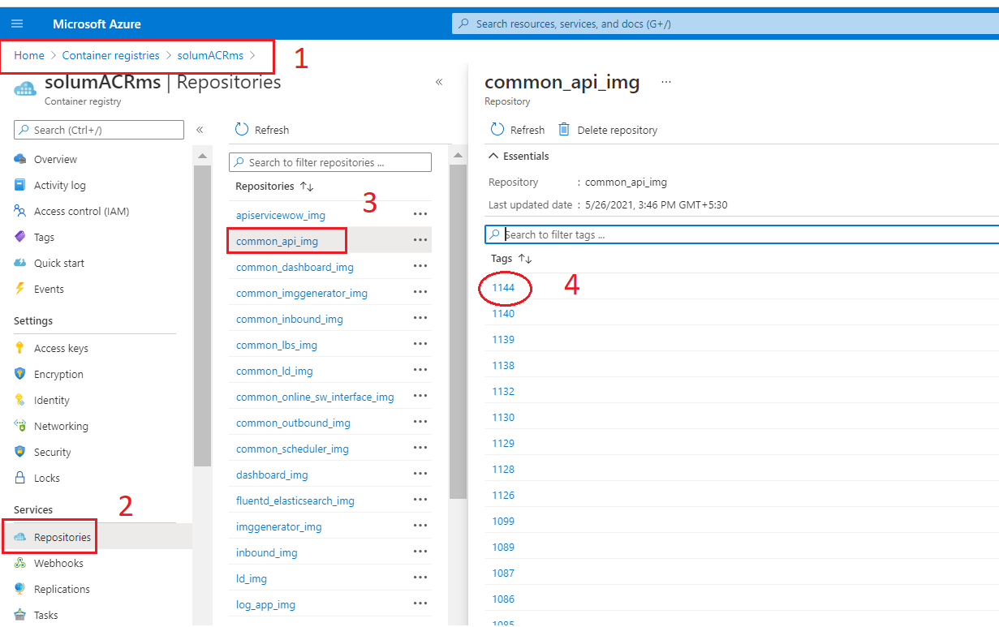 Microsoft Azure
Search resources, services, and docs (G+/)
Home > Container registries > solumACRms >
1
solumACRms | Repositories
Container registry
Search (Ctrl+/)
«
Overview
Activity log
Access control (IAM)
Tags
Quick start
Events
Settings
Access keys
Encryption
Identity
Networking
Security
Locks
Services
2
Repositories
Webhooks
Replications
Tasks
«
Refresh
Search to filter repositories ...
Repositories ↑↓
3
apiservicewow_img ...
common_api_img ...
common_dashboard_img ...
common_imggenerator_img ...
common_inbound_img ...
common_lbs_img ...
common_ld_img ...
common_online_sw_interface_img ...
common_outbound_img ...
common_scheduler_img ...
dashboard_img ...
fluentd_elasticsearch_img ...
imggenerator_img ...
inbound_img ...
ld_img ...
log_app_img ...
common_api_img ...
Repository
Refresh Delete repository
Essentials
Repository : common_api_img
Last updated date : 5/26/2021, 3:46 PM GMT+5:30
Search to filter tags ...
Tags ↑↓
1144
4
1140
1139
1138
1132
1130
1129
1128
1126
1099
1089
1087
1086
1085